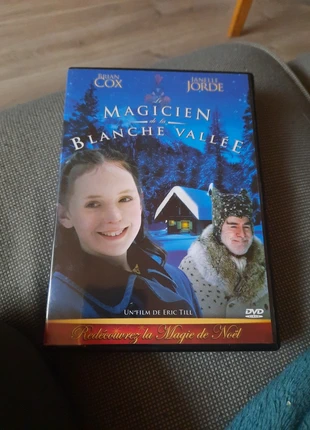 BRIAN COX
JANELLE JORDE
Le
MAGICIEN
de la
BLANCHE VALLÉE
UN FILM DE ERIC TILL
DVD
Redécouvrez la Magie de Noël